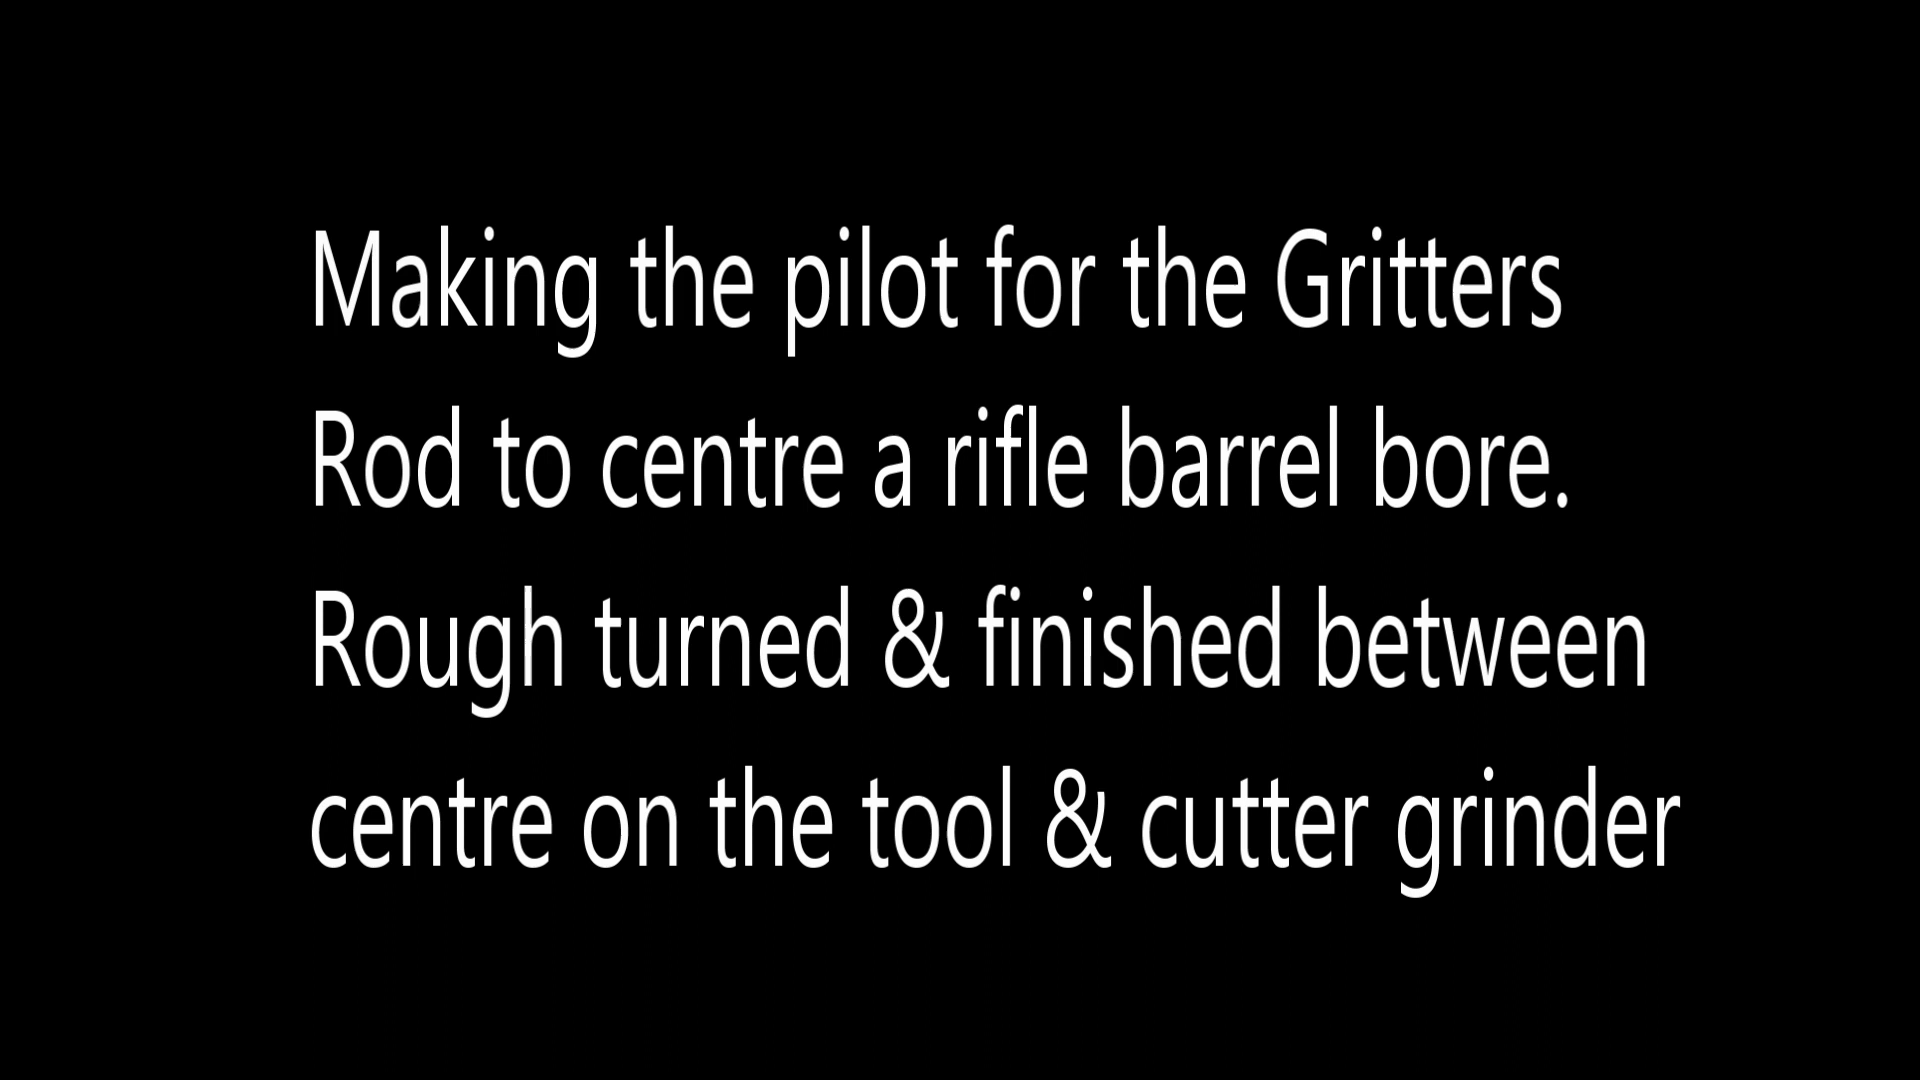 Making the pilot for the Gritters
Rod to centre a rifle barrel bore.
Rough turned & finished between
centre on the tool & cutter grinder